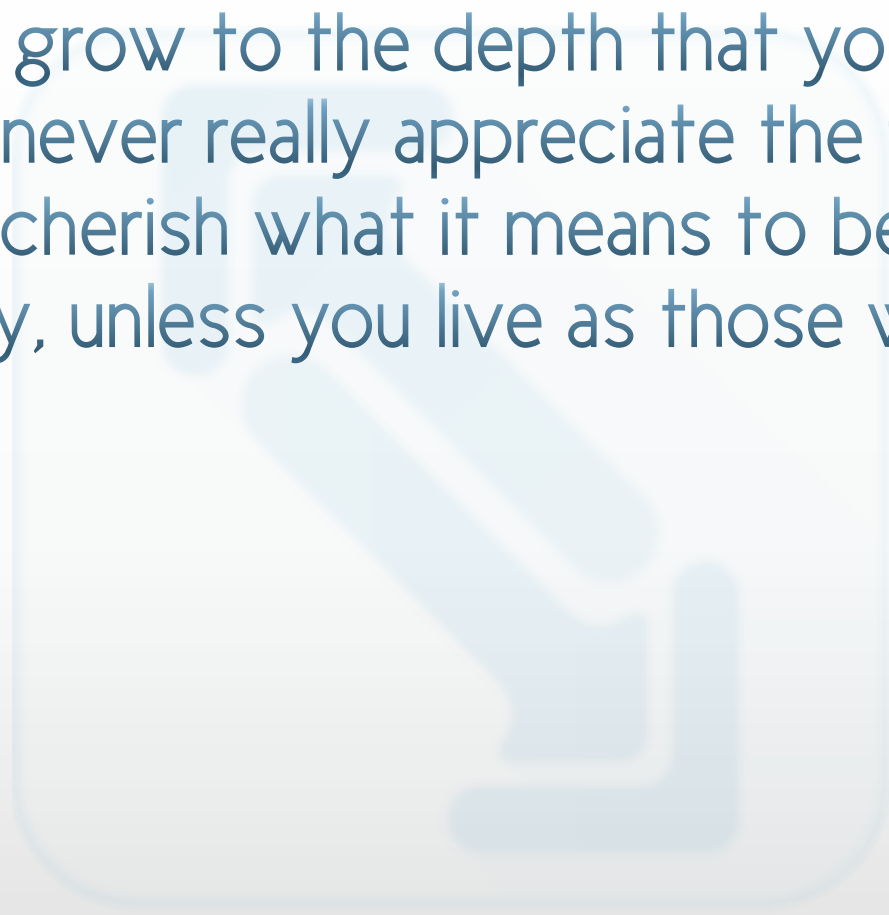 grow to the depth that yo
never really appreciate the
cherish what it means to be
y, unless you live as those